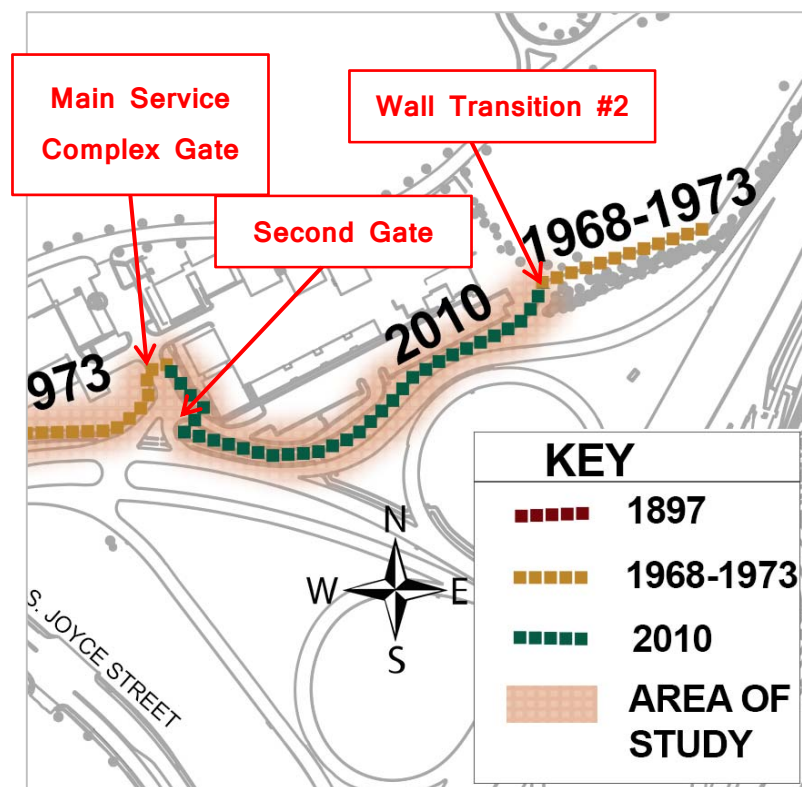 Main Service
Complex Gate
Wall Transition #2
Second Gate
1968-1973
2010
973
KEY
1897
1968-1973
2010
AREA OF
STUDY
N
W E
S
S. JOYCE STREET